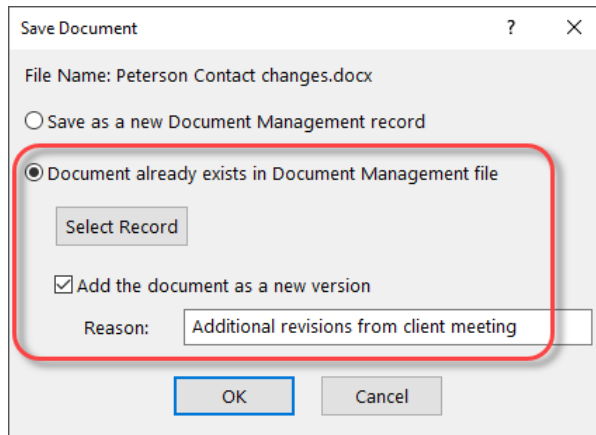 Save Document ?
File Name: Peterson Contact changes.docx
Save as a new Document Management record
Document already exists in Document Management file
Select Record
Add the document as a new version
Reason: Additional revisions from client meeting
OK Cancel